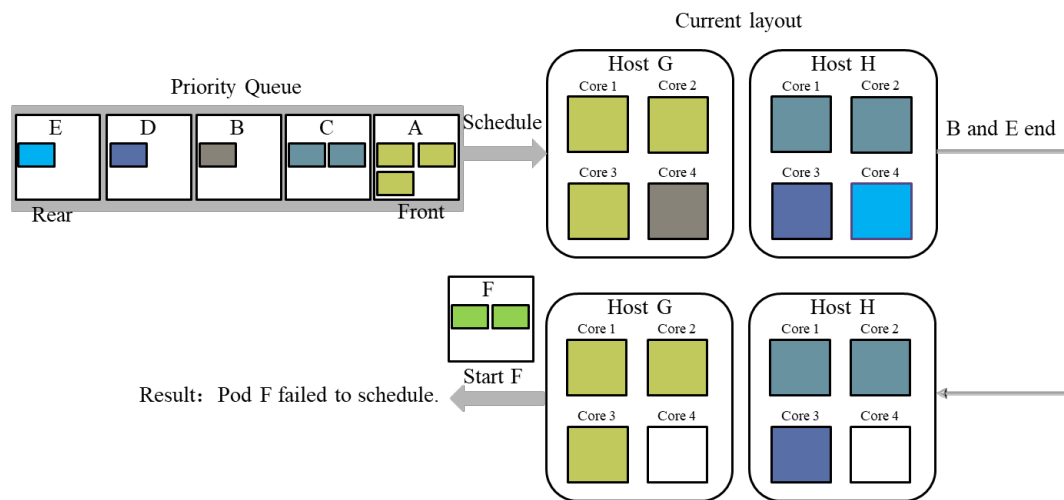 Current layout
Priority Queue
E
D
B
C
A
Rear
Front
Schedule
Host G
Core 1
Core 2
Core 3
Core 4
Host H
Core 1
Core 2
Core 3
Core 4
B and E end
F
Start F
Result：Pod F failed to schedule.
Host G
Core 1
Core 2
Core 3
Core 4
Host H
Core 1
Core 2
Core 3
Core 4